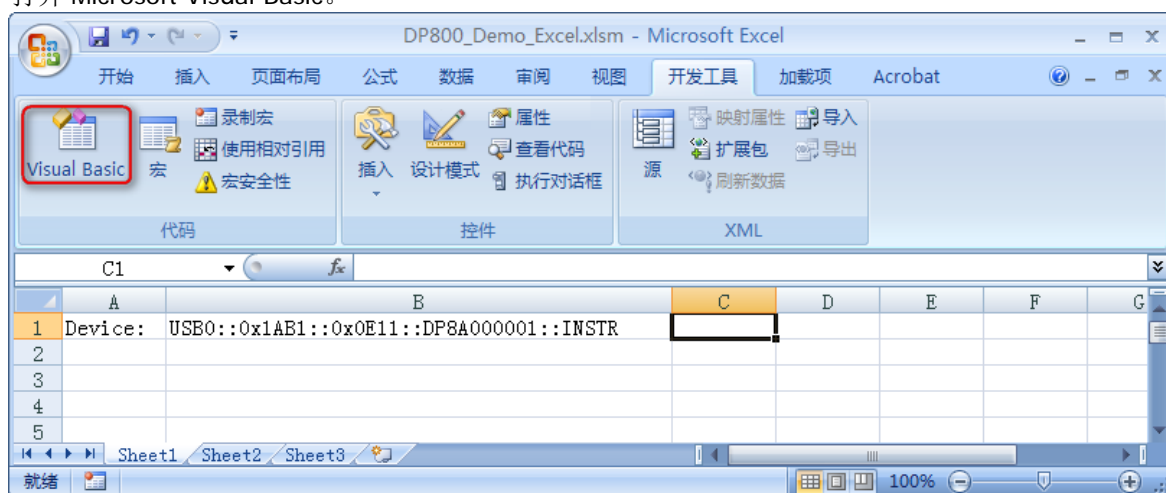 打开 Microsoft Visual Basic。
DP800_Demo_Excel.xlsm - Microsoft Excel
开始 插入 页面布局 公式 数据 审阅 视图 开发工具 加载项 Acrobat
Visual Basic
宏
录制宏
使用相对引用
宏安全性
代码
插入
设计模式
属性
查看代码
执行对话框
控件
源
映射属性
扩展包
刷新数据
导入
导出
XML
C1 fx
A B C D E F G
1 Device: USB0::0x1AB1::0x0E11::DP8A000001::INSTR
2
3
4
5
Sheet1 Sheet2 Sheet3
就绪 100%